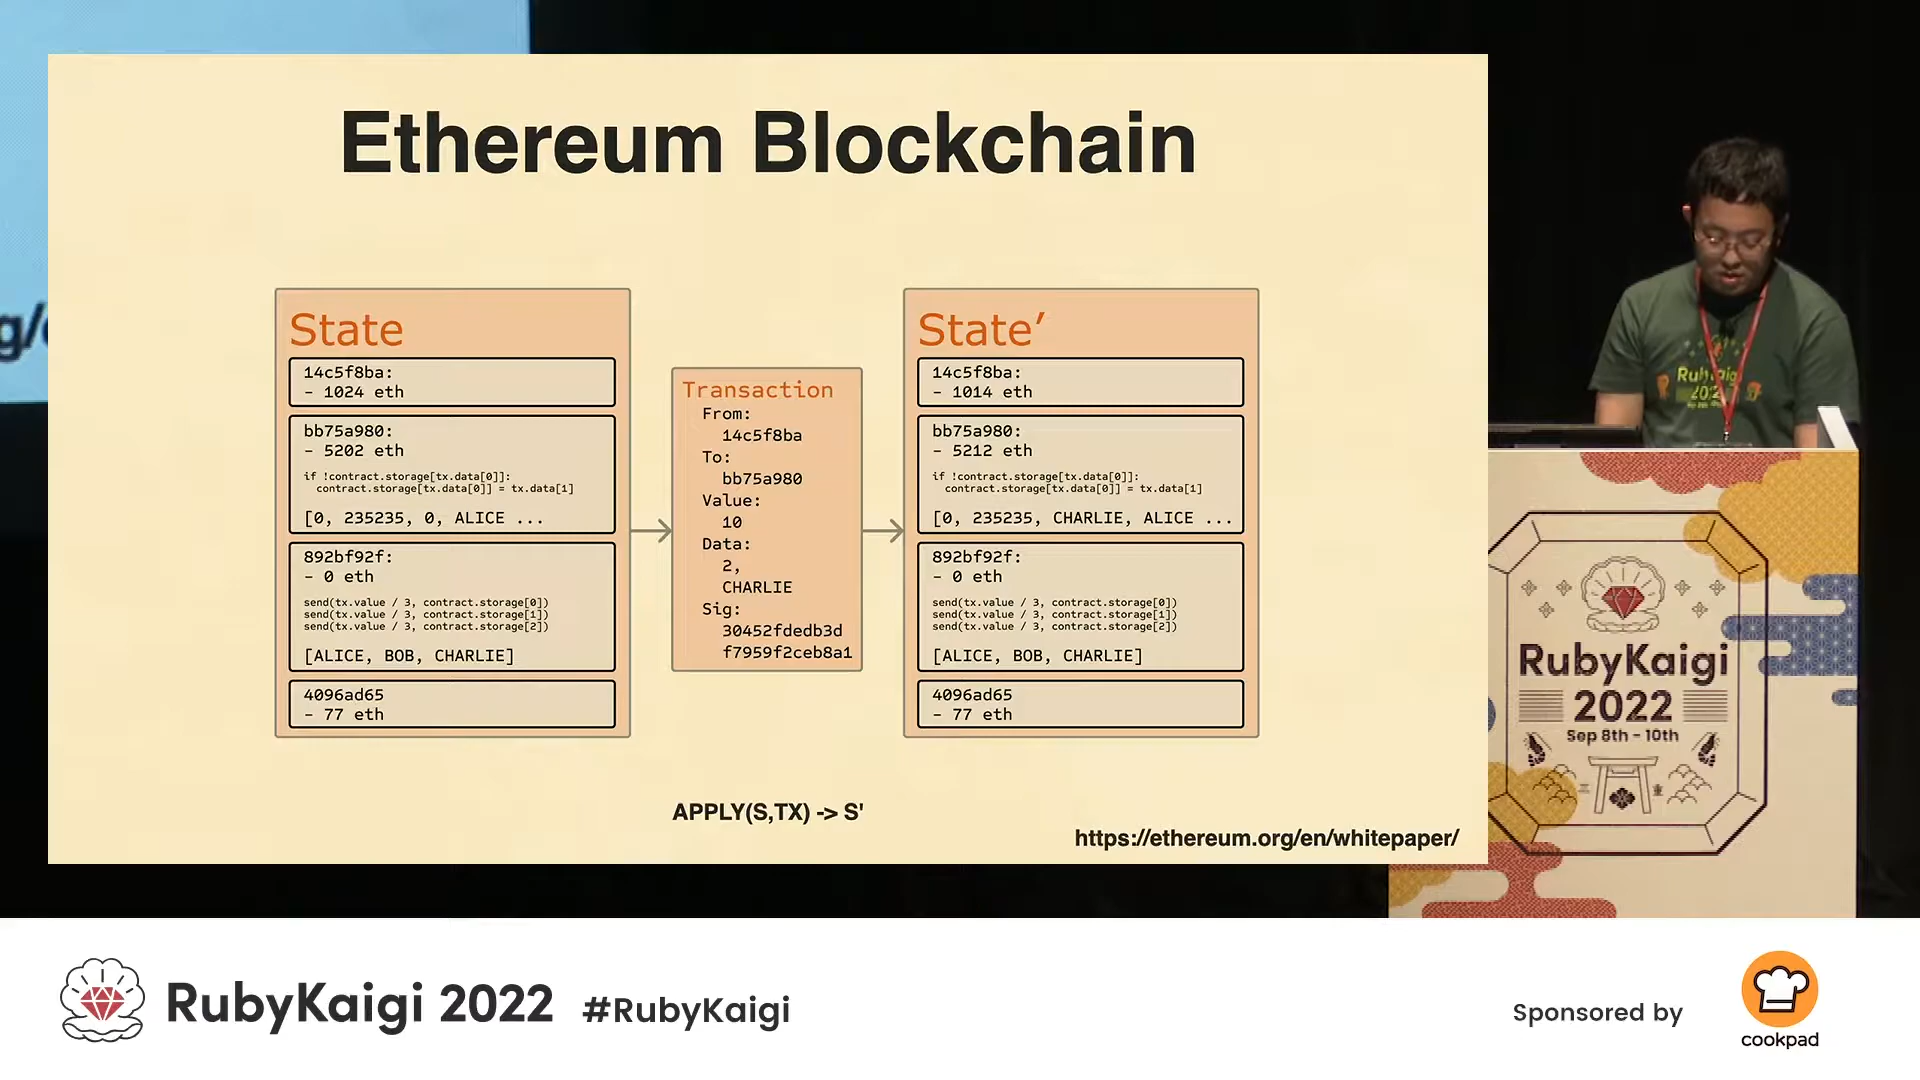 Ethereum Blockchain
g/
State
14c5f8ba:
- 1024 eth
bb75a980:
- 5202 eth
if !contract.storage[tx.data[0]]:
contract.storage[tx.data[0]] = tx.data[1]
[0, 235235, 0, ALICE ...
892bf92f:
- 0 eth
send(tx.value / 3, contract.storage[0])
send(tx.value / 3, contract.storage[1])
send(tx.value / 3, contract.storage[2])
[ALICE, BOB, CHARLIE]
4096ad65
- 77 eth
Transaction
From:
14c5f8ba
To:
bb75a980
Value:
10
Data:
2,
CHARLIE
Sig:
30452fdedb3d
f7959f2ceb8a1
State’
14c5f8ba:
- 1014 eth
bb75a980:
- 5212 eth
if !contract.storage[tx.data[0]]:
contract.storage[tx.data[0]] = tx.data[1]
[0, 235235, CHARLIE, ALICE ...
892bf92f:
- 0 eth
send(tx.value / 3, contract.storage[0])
send(tx.value / 3, contract.storage[1])
send(tx.value / 3, contract.storage[2])
[ALICE, BOB, CHARLIE]
4096ad65
- 77 eth
APPLY(S,TX) -> S'
https://ethereum.org/en/whitepaper/
RubyKaigi
2022
Sep 8th - 10th
RubyKaigi 2022 #RubyKaigi
Sponsored by
cookpad